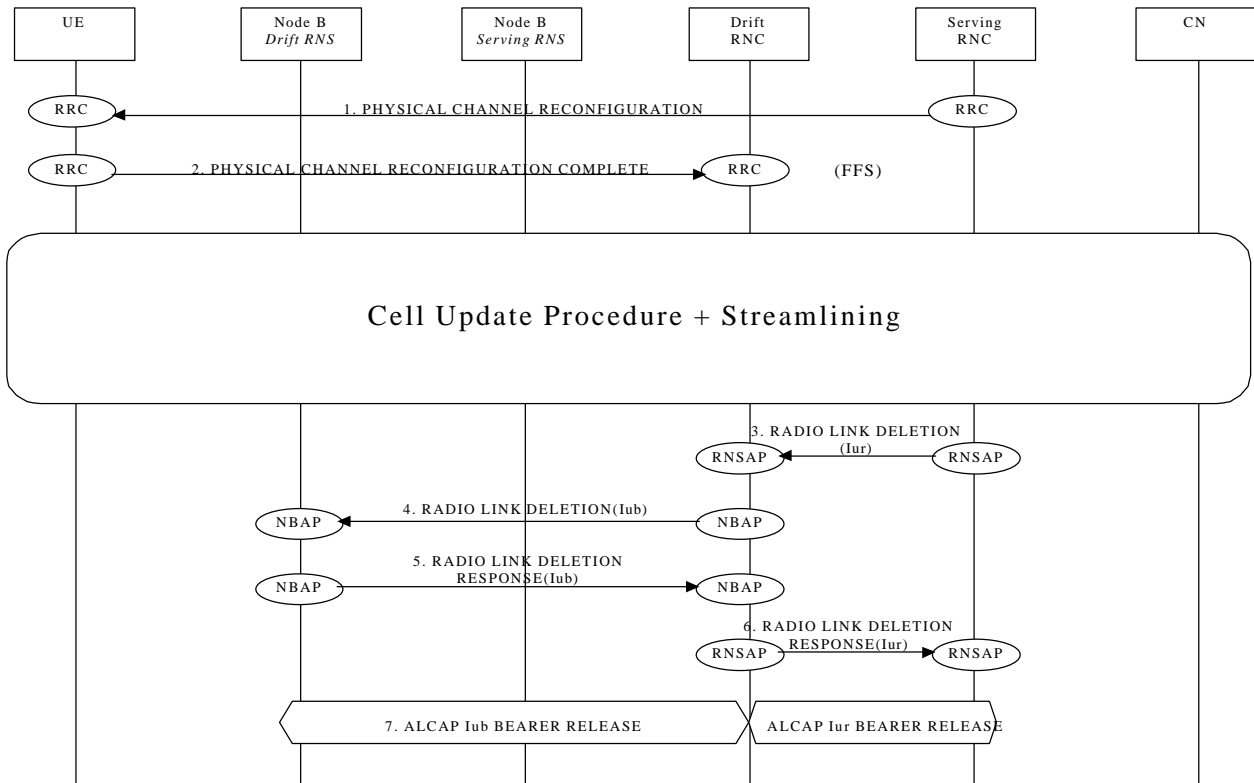 UE
Node B
Drift RNS
Node B
Serving RNS
Drift
RNC
Serving
RNC
CN
RRC
1. PHYSICAL CHANNEL RECONFIGURATION
RRC
RRC
2. PHYSICAL CHANNEL RECONFIGURATION COMPLETE
RRC
(FFS)
Cell Update Procedure + Streamlining
3. RADIO LINK DELETION
(Iur)
RNSAP
RNSAP
4. RADIO LINK DELETION(Iub)
NBAP
NBAP
5. RADIO LINK DELETION
RESPONSE(Iub)
NBAP
NBAP
6. RADIO LINK DELETION
RESPONSE(Iur)
RNSAP
RNSAP
7. ALCAP Iub BEARER RELEASE
ALCAP Iur BEARER RELEASE